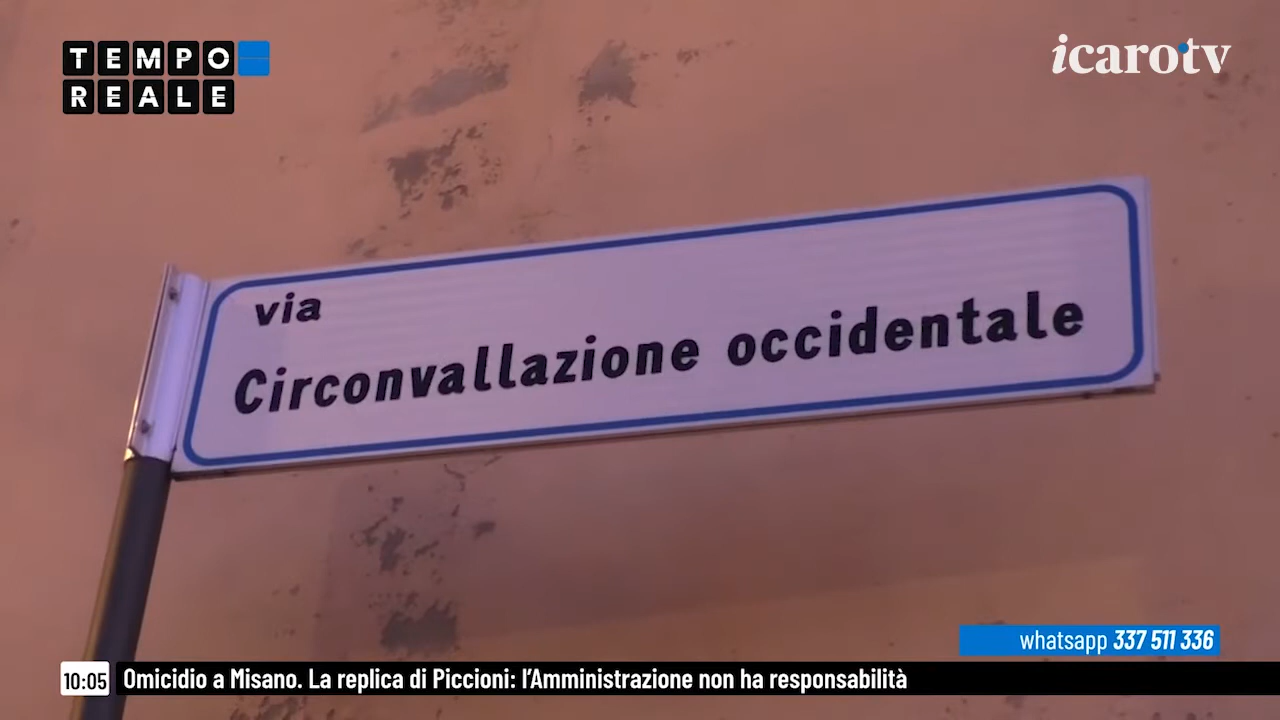 TEMPO
REALE
icarotv
via
Circonvallazione occidentale
whatsapp 337 511 336
10:05 Omicidio a Misano. La replica di Piccioni: l'Amministrazione non ha responsabilità